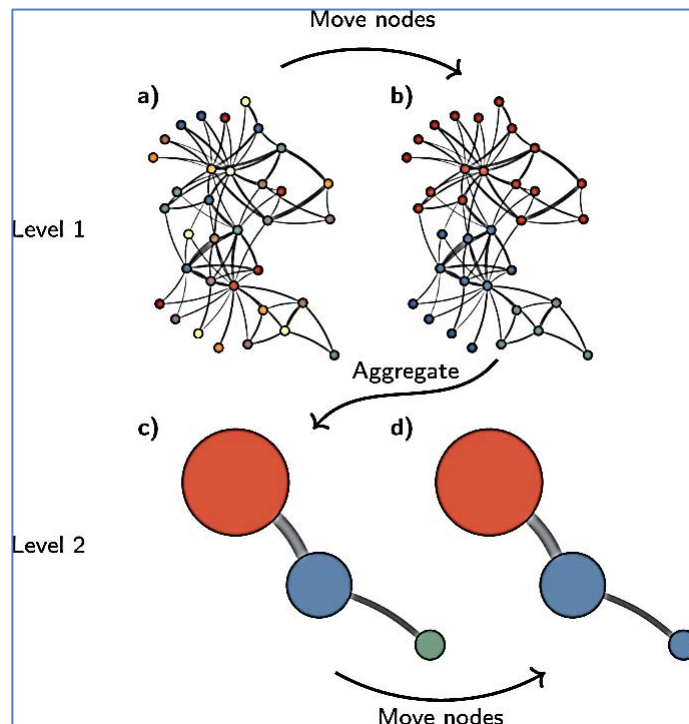 Move nodes
a)
b)
Level 1
Aggregate
c)
d)
Level 2
Move nodes